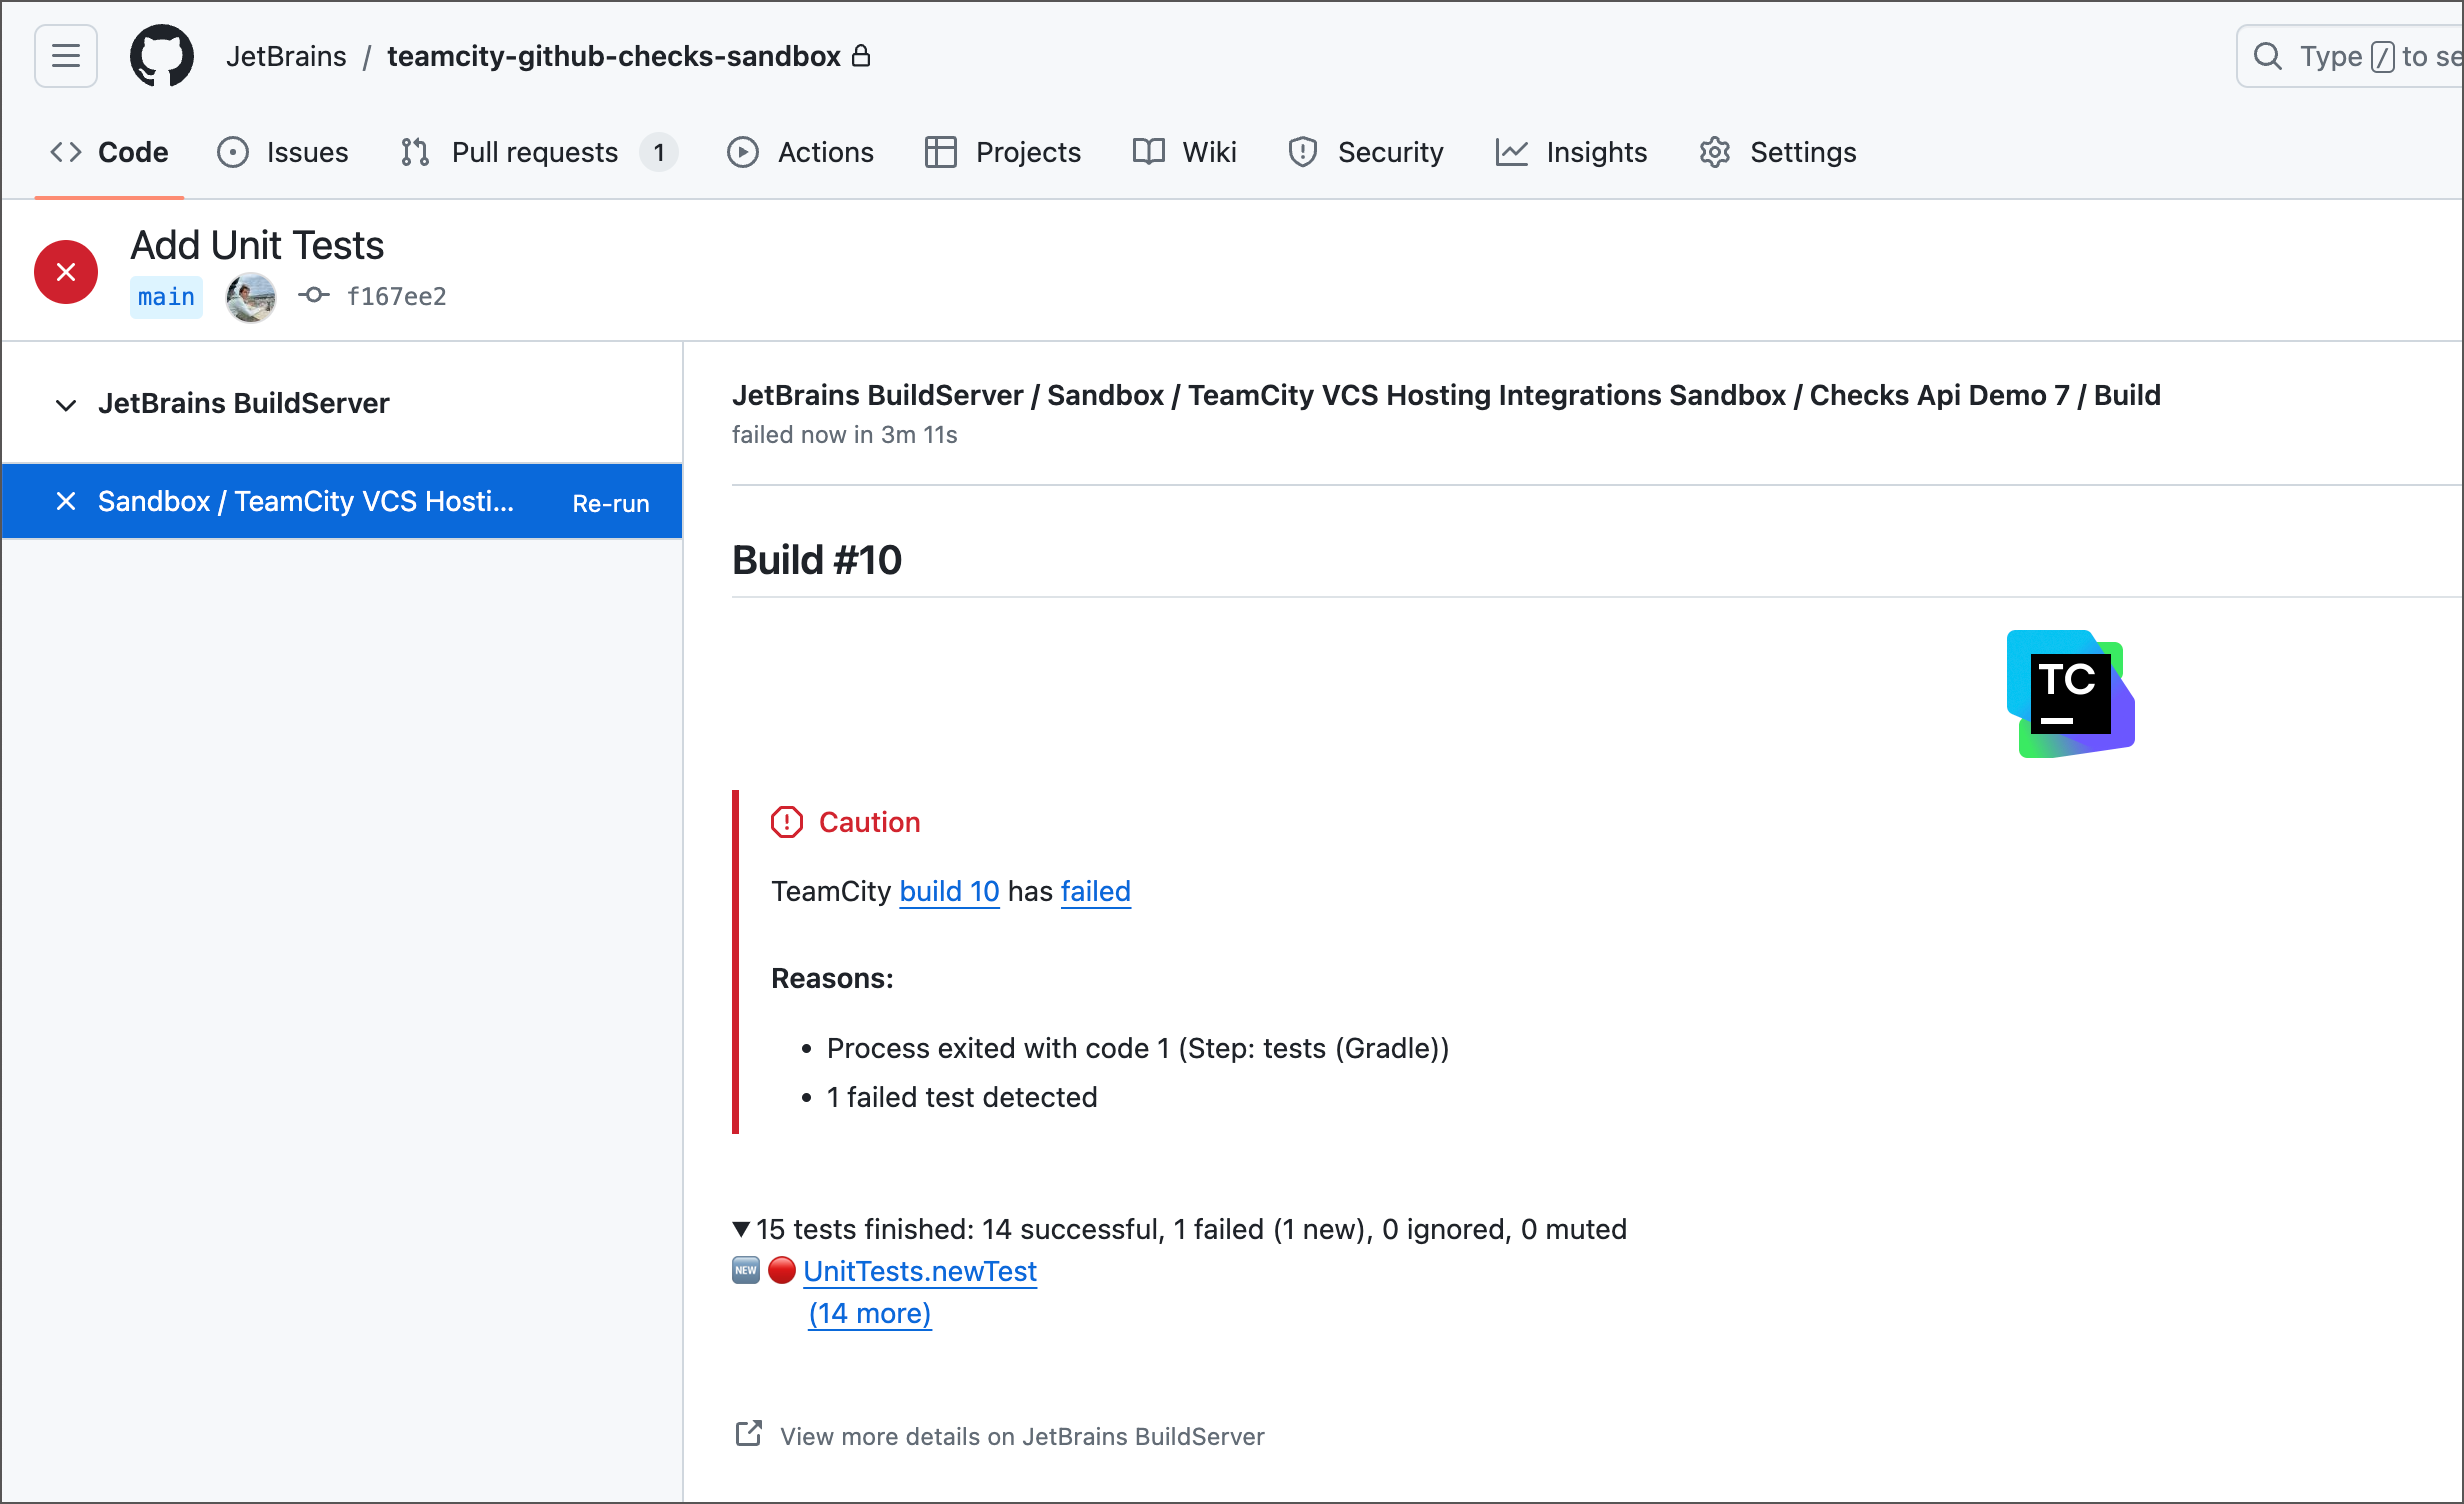 JetBrains / teamcity-github-checks-sandbox
Type / to se
Code Issues Pull requests 1 Actions Projects Wiki Security Insights Settings
Add Unit Tests
main f167ee2
JetBrains BuildServer
Sandbox / TeamCity VCS Hosti... Re-run
JetBrains BuildServer / Sandbox / TeamCity VCS Hosting Integrations Sandbox / Checks Api Demo 7 / Build
failed now in 3m 11s
Build #10
TC
Caution
TeamCity build 10 has failed
Reasons:
• Process exited with code 1 (Step: tests (Gradle))
• 1 failed test detected
15 tests finished: 14 successful, 1 failed (1 new), 0 ignored, 0 muted
NEW UnitTests.newTest
(14 more)
View more details on JetBrains BuildServer